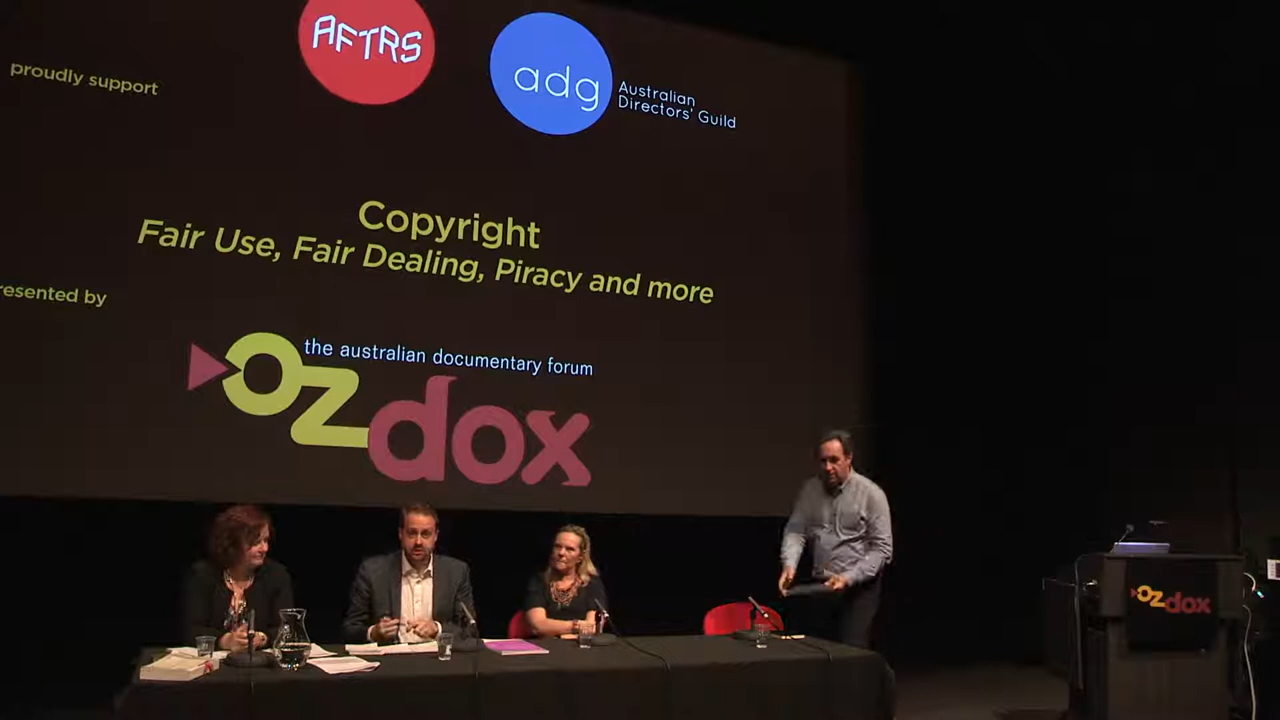 proudly support
AFTRS
adg
Australian
Directors' Guild
Copyright
Fair Use, Fair Dealing, Piracy and more
resented by
the australian documentary forum
ozdox
ozdox